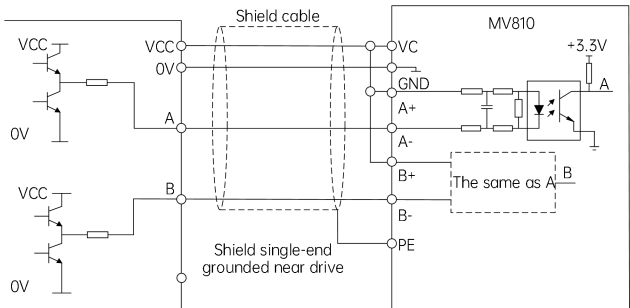 Shield cable
MV810
VCC
VCC
VC
+3.3V
0V
GND
A
A+
0V
A
A-
B+
The same as A
B
VCC
B
B-
Shield single-end
grounded near drive
PE
0V